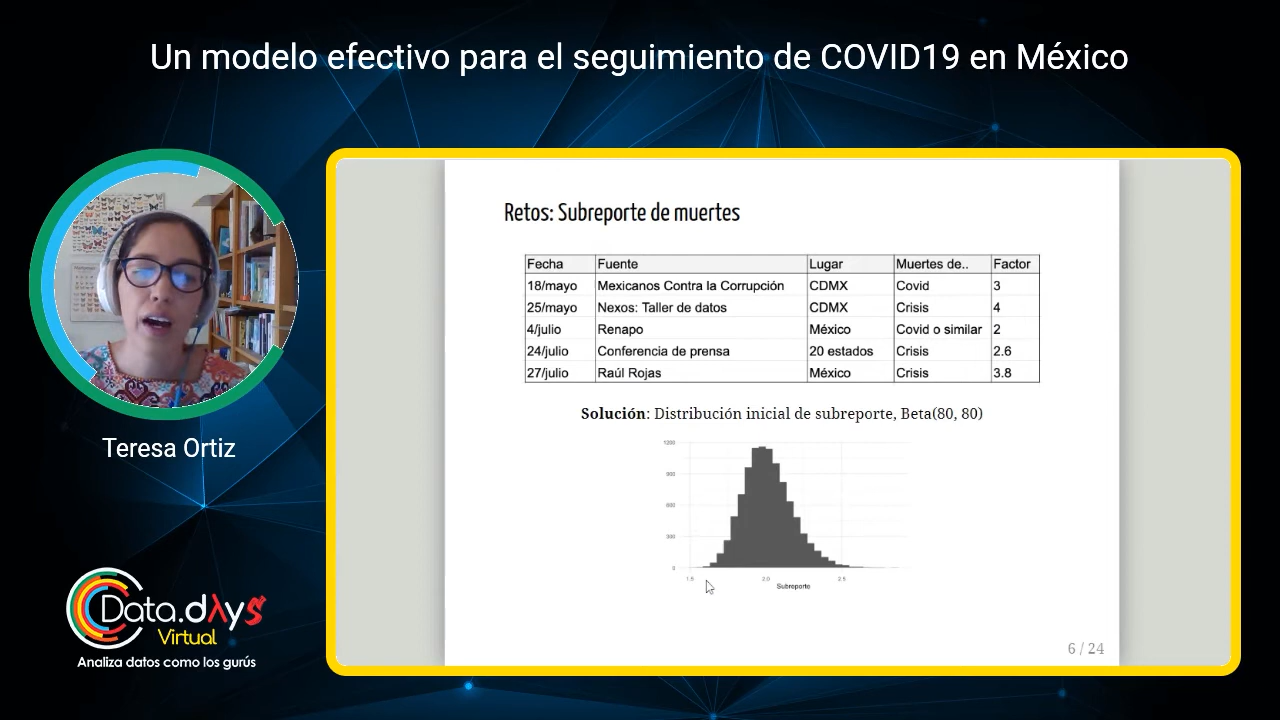 Un modelo efectivo para el seguimiento de COVID19 en México
Retos: Subreporte de muertes
Fecha Fuente Lugar Muertes de.. Factor
18/mayo Mexicanos Contra la Corrupción CDMX Covid 3
25/mayo Nexos: Taller de datos CDMX Crisis 4
4/julio Renapo México Covid o similar 2
24/julio Conferencia de prensa 20 estados Crisis 2.6
27/julio Raúl Rojas México Crisis 3.8
Solución: Distribución inicial de subreporte, Beta(80, 80)
1200
900
600
300
0
1.5 2.0 2.5
Subreporte
6 / 24
Teresa Ortiz
Data.dAys
Virtual
Analiza datos como los gurús